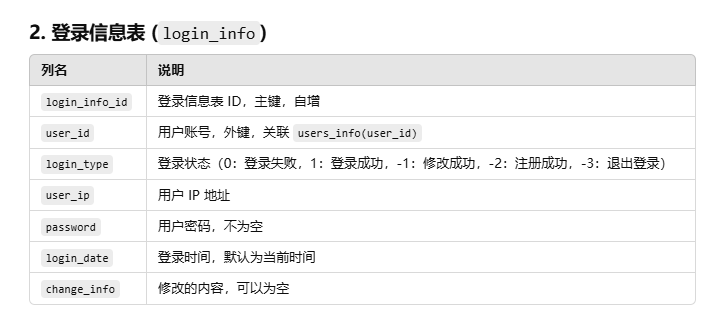 2. 登录信息表 (login_info)
列名 说明
login_info_id 登录信息表 ID，主键，自增
user_id 用户账号，外键，关联 users_info(user_id)
login_type 登录状态（0：登录失败，1：登录成功，-1：修改成功，-2：注册成功，-3：退出登录）
user_ip 用户 IP 地址
password 用户密码，不为空
login_date 登录时间，默认为当前时间
change_info 修改的内容，可以为空